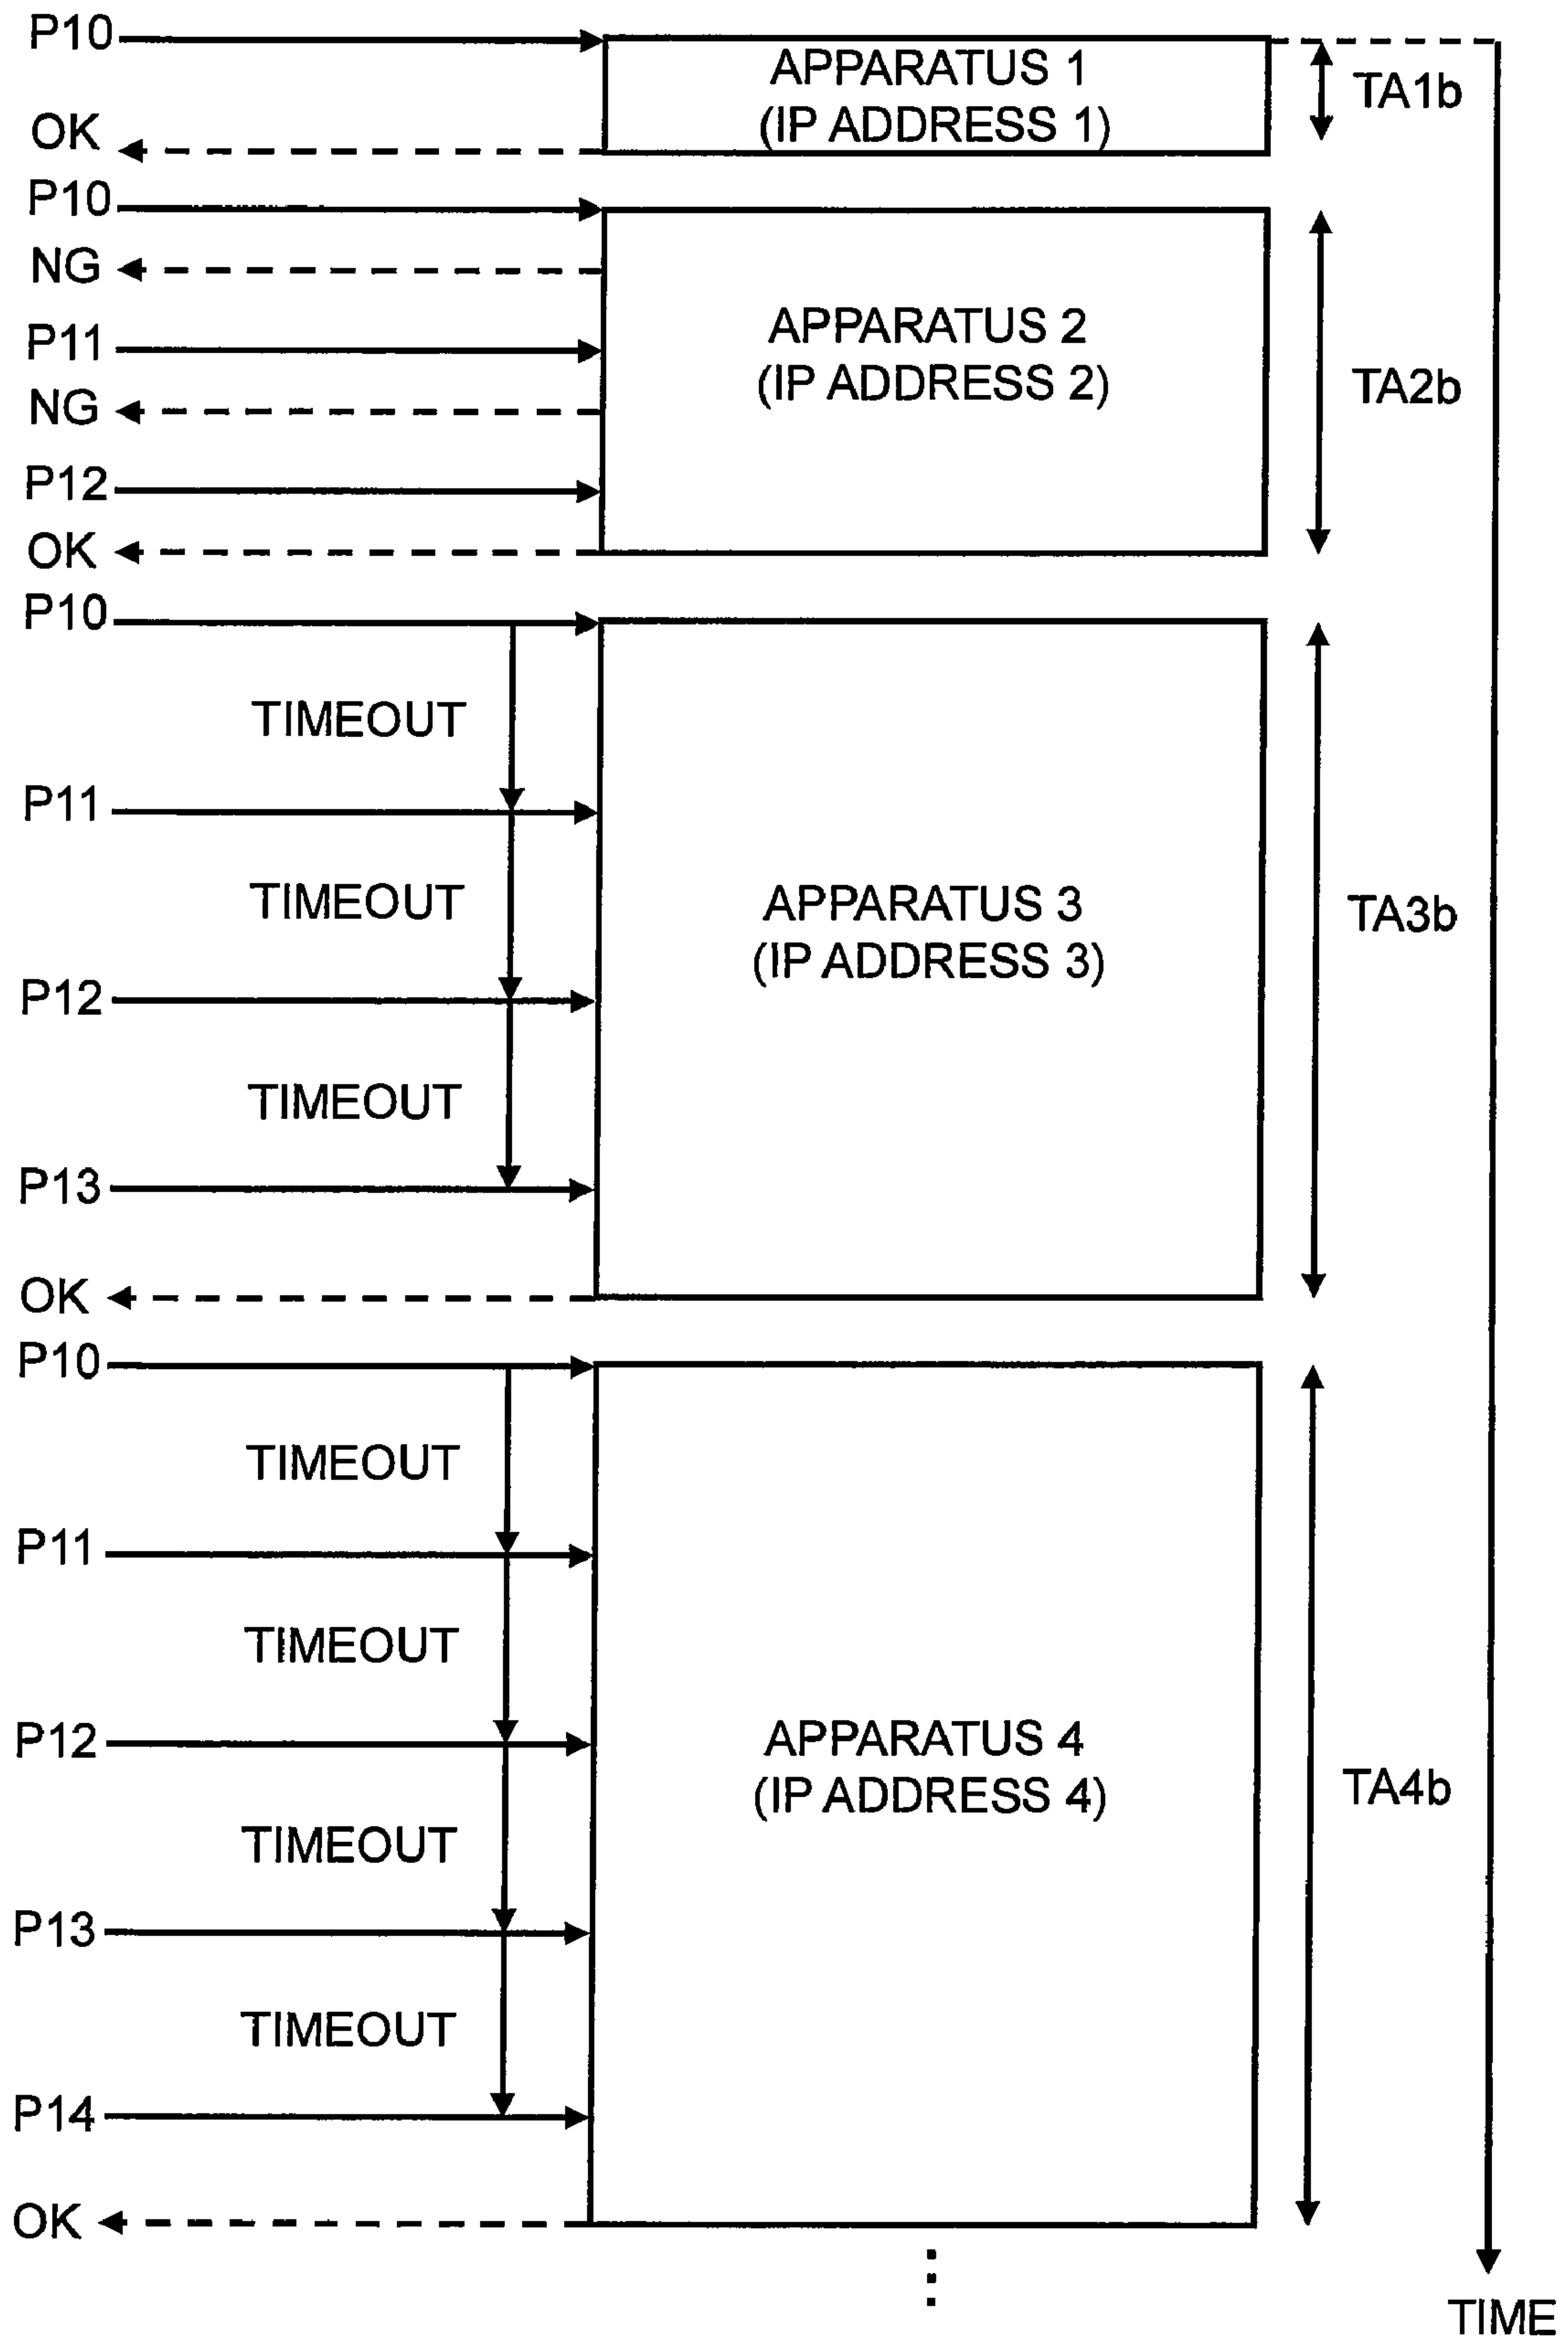 P10
APPARATUS 1
(IP ADDRESS 1)
TA1b
OK
P10
NG
APPARATUS 2
(IP ADDRESS 2)
P11
TA2b
NG
P12
OK
P10
TIMEOUT
P11
TIMEOUT
APPARATUS 3
(IP ADDRESS 3)
TA3b
P12
TIMEOUT
P13
OK
P10
TIMEOUT
P11
TIMEOUT
P12
APPARATUS 4
(IP ADDRESS 4)
TA4b
TIMEOUT
P13
TIMEOUT
P14
OK
TIME